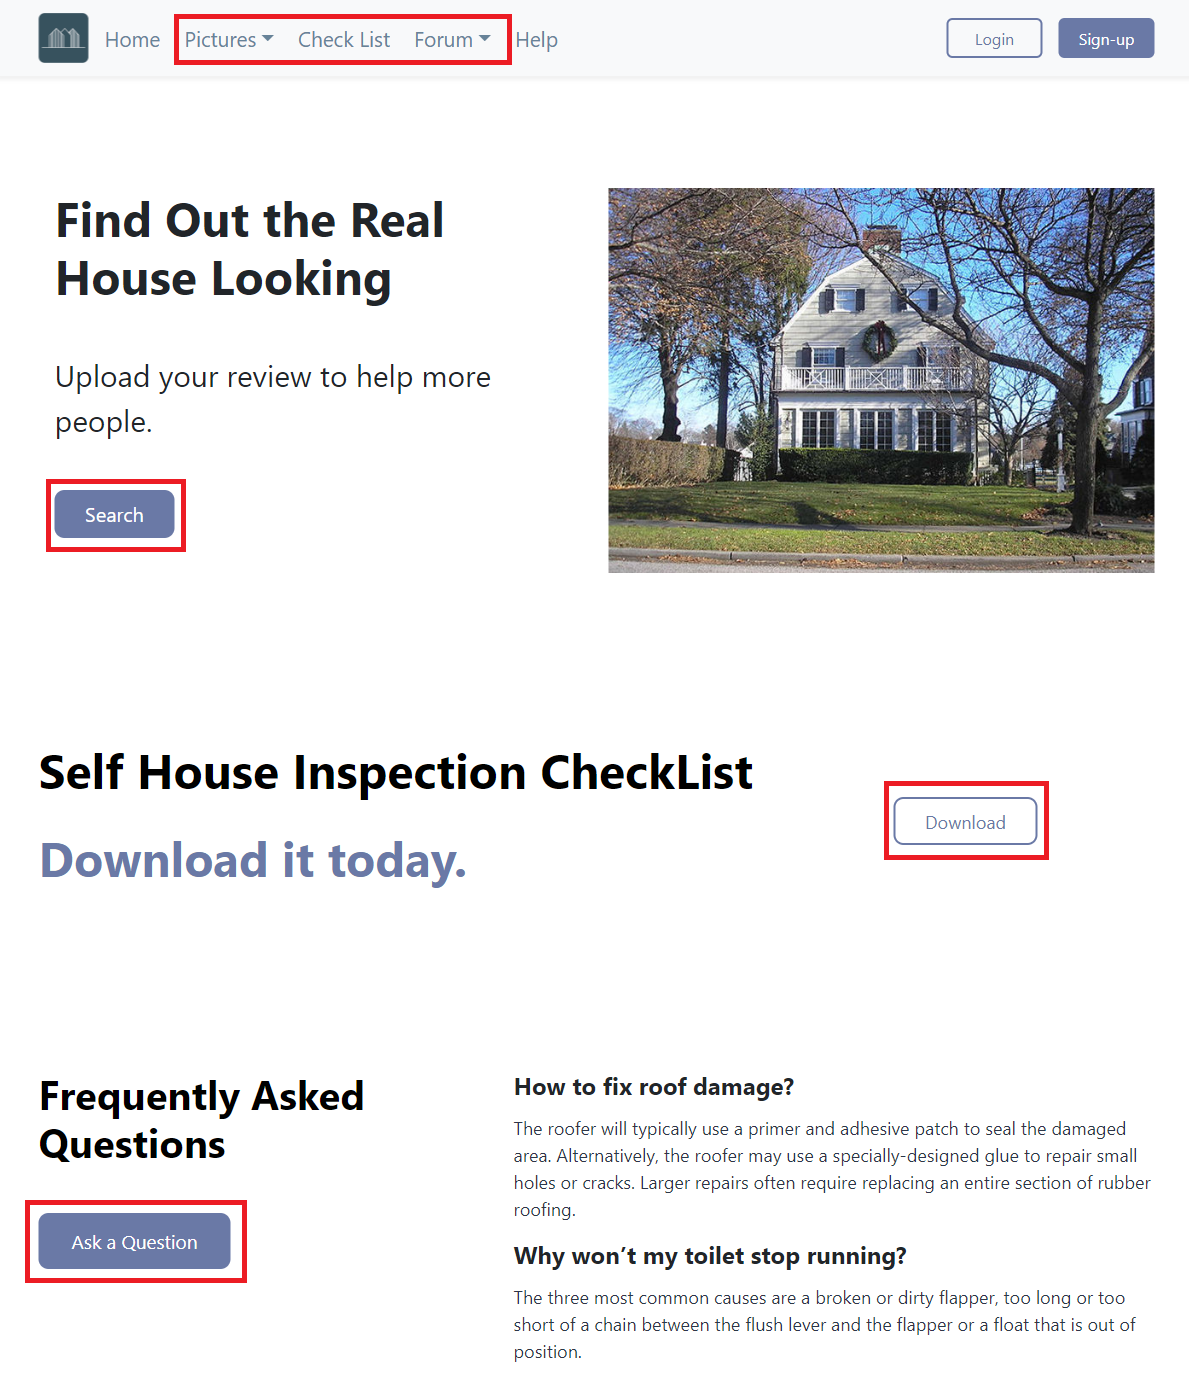 Home Pictures Check List Forum Help Login Sign-up
Find Out the Real
House Looking
Upload your review to help more
people.
Search
Self House Inspection CheckList
Download it today.
Download
Frequently Asked
Questions
Ask a Question
How to fix roof damage?
The roofer will typically use a primer and adhesive patch to seal the damaged
area. Alternatively, the roofer may use a specially-designed glue to repair small
holes or cracks. Larger repairs often require replacing an entire section of rubber
roofing.
Why won’t my toilet stop running?
The three most common causes are a broken or dirty flapper, too long or too
short of a chain between the flush lever and the flapper or a float that is out of
position.